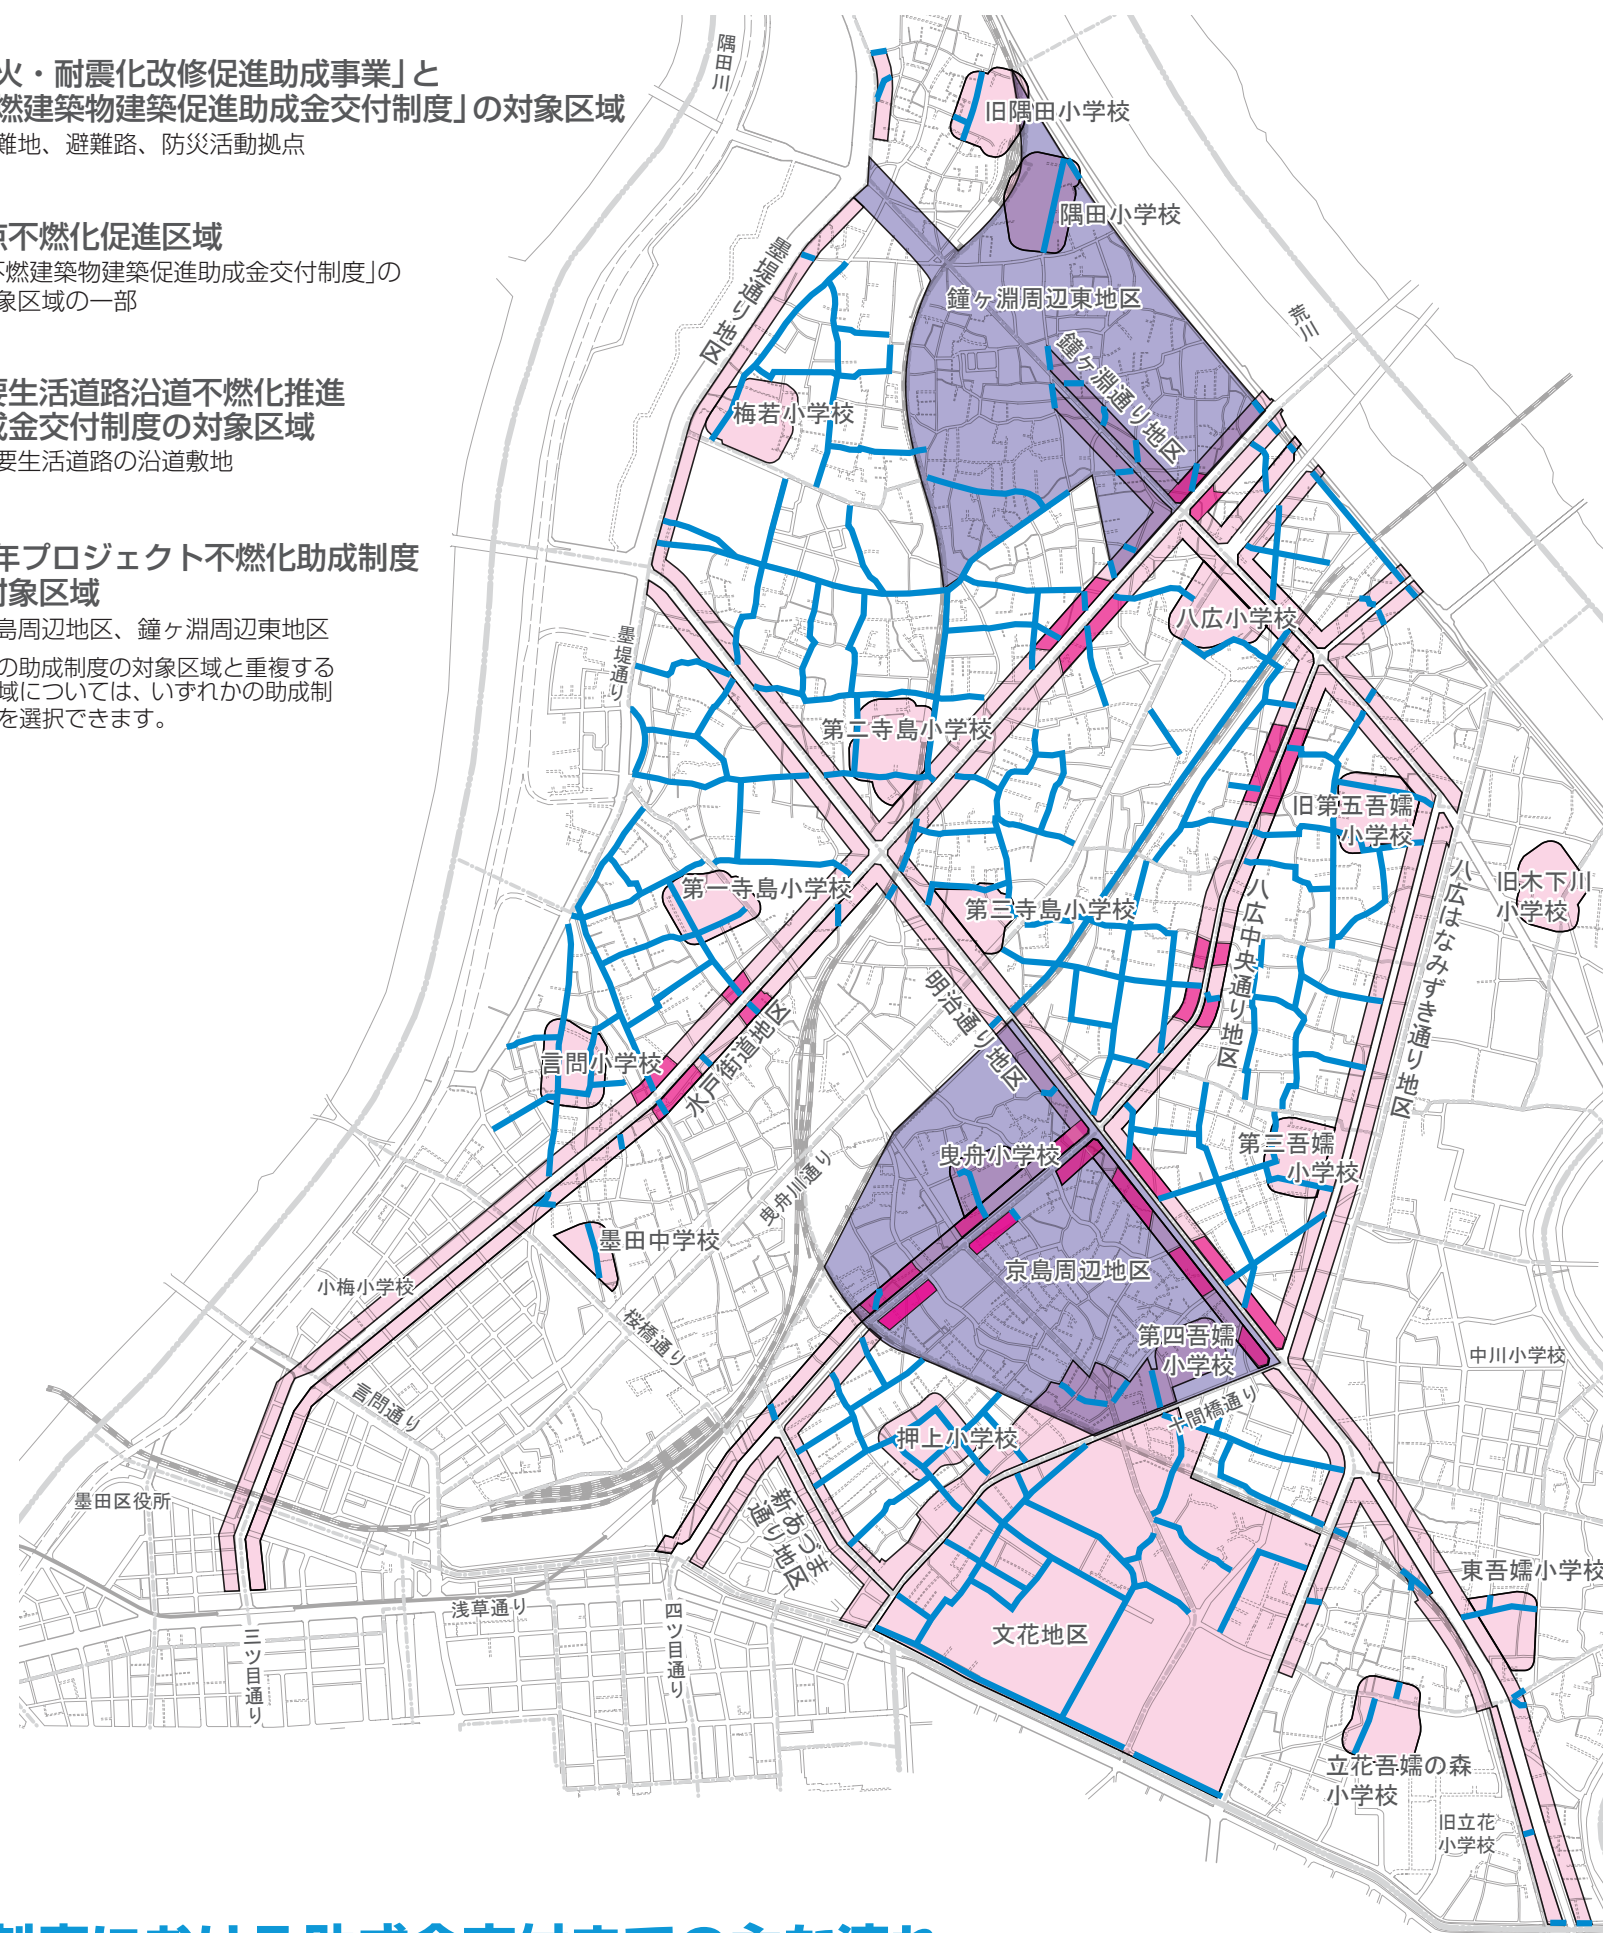 火・耐震化改修促進助成事業」と
燃建築物建築促進助成金交付制度」の対象区域
難地、避難路、防災活動拠点
点不燃化促進区域
不燃建築物建築促進助成金交付制度」の
象区域の一部
要生活道路沿道不燃化推進
成金交付制度の対象区域
要生活道路の沿道敷地
年プロジェクト不燃化助成制度
対象区域
島周辺地区、鐘ヶ淵周辺東地区
の助成制度の対象区域と重複する
域については、いずれかの助成制
を選択できます。
隅田川
旧隅田小学校
隅田小学校
墨堤通り地区
鐘ヶ淵周辺東地区
荒川
鐘ヶ淵通り地区
梅若小学校
八広小学校
墨堤通り
第二寺島小学校
旧第五吾嬬
小学校
第一寺島小学校
第三寺島小学校
八広中央通り地区
八広はなみずき通り地区
旧木下川
小学校
明治通り地区
水戸街道地区
言問小学校
曳舟小学校
第三吾嬬
小学校
曳舟川通り
墨田中学校
京島周辺地区
小梅小学校
桜橋通り
第四吾嬬
小学校
中川小学校
言問通り
十間橋通り
押上小学校
墨田区役所
新あづま
通り地区
東吾嬬小学校
浅草通り
三ツ目通り
四ツ目通り
文花地区
立花吾嬬の森
小学校
旧立花
小学校
制度における助成金交付までの主な流れ